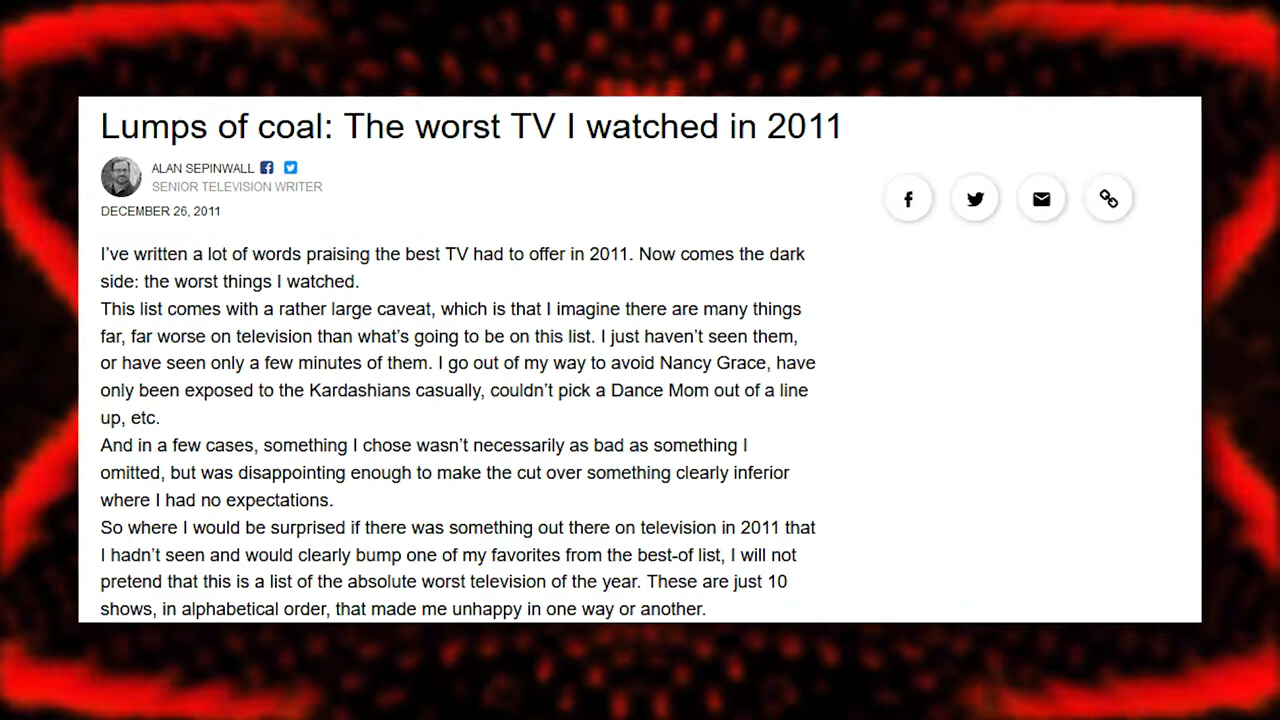 Lumps of coal: The worst TV I watched in 2011
ALAN SEPINWALL
SENIOR TELEVISION WRITER
DECEMBER 26, 2011
I’ve written a lot of words praising the best TV had to offer in 2011. Now comes the dark
side: the worst things I watched.
This list comes with a rather large caveat, which is that I imagine there are many things
far, far worse on television than what’s going to be on this list. I just haven’t seen them,
or have seen only a few minutes of them. I go out of my way to avoid Nancy Grace, have
only been exposed to the Kardashians casually, couldn’t pick a Dance Mom out of a line
up, etc.
And in a few cases, something I chose wasn’t necessarily as bad as something I
omitted, but was disappointing enough to make the cut over something clearly inferior
where I had no expectations.
So where I would be surprised if there was something out there on television in 2011 that
I hadn’t seen and would clearly bump one of my favorites from the best-of list, I will not
pretend that this is a list of the absolute worst television of the year. These are just 10
shows, in alphabetical order, that made me unhappy in one way or another.